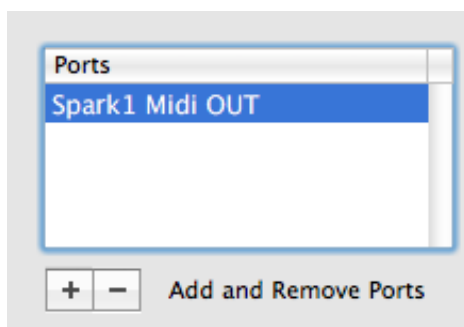 Ports
Spark1 Midi OUT
+ − Add and Remove Ports